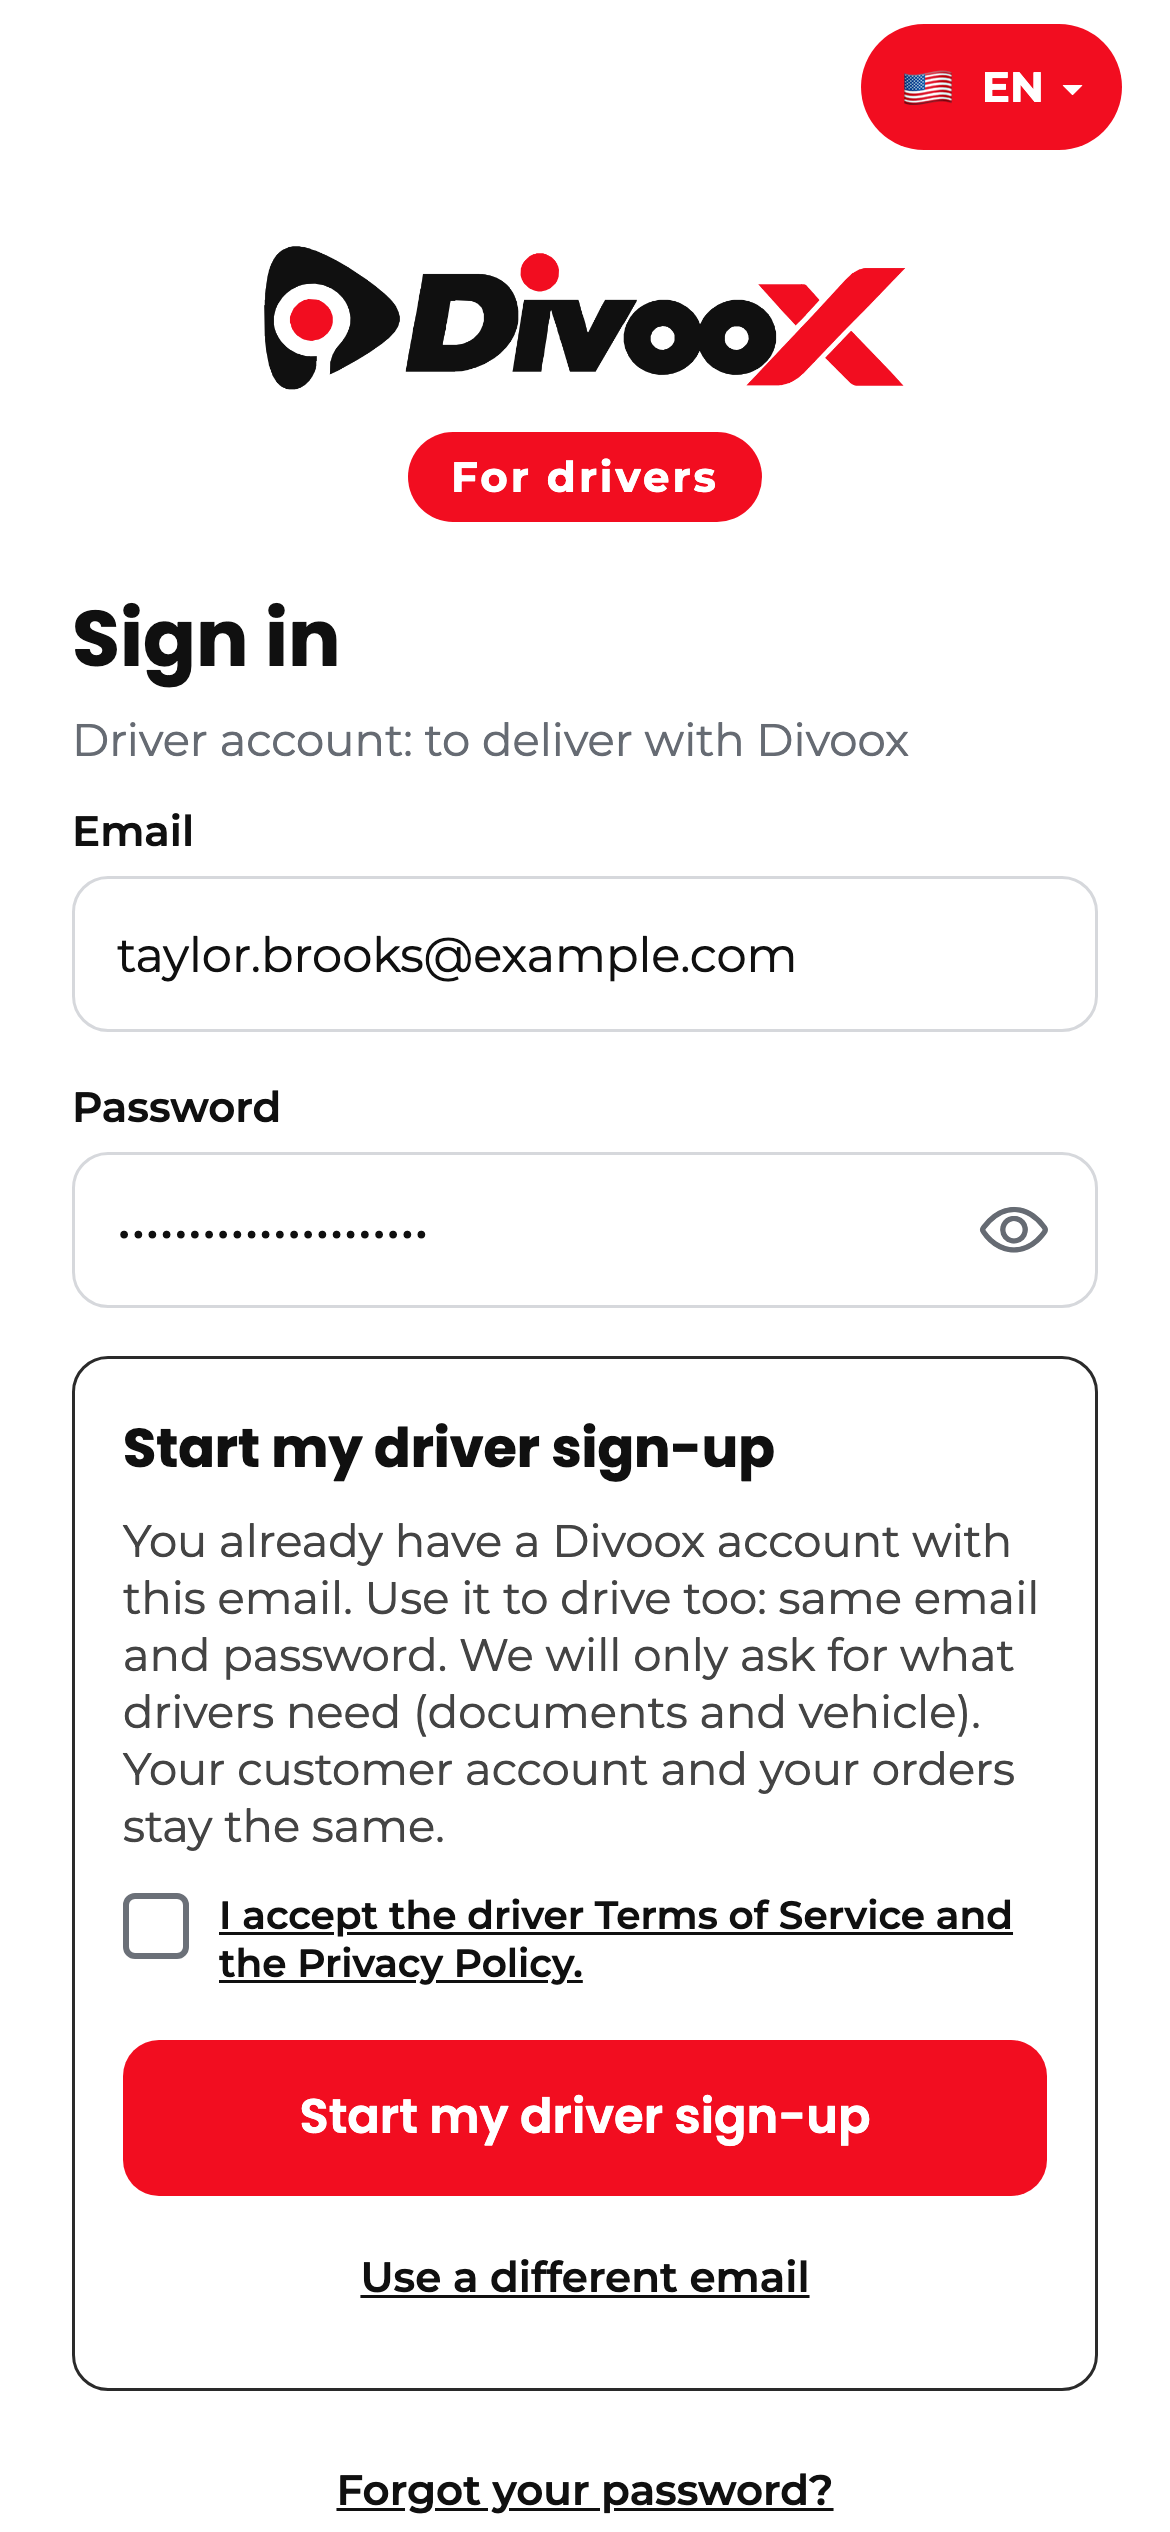 EN
DivooX
For drivers
Sign in
Driver account: to deliver with Divoox
Email
taylor.brooks@example.com
Password
Start my driver sign-up
You already have a Divoox account with
this email. Use it to drive too: same email
and password. We will only ask for what
drivers need (documents and vehicle).
Your customer account and your orders
stay the same.
I accept the driver Terms of Service and
the Privacy Policy.
Start my driver sign-up
Use a different email
Forgot your password?